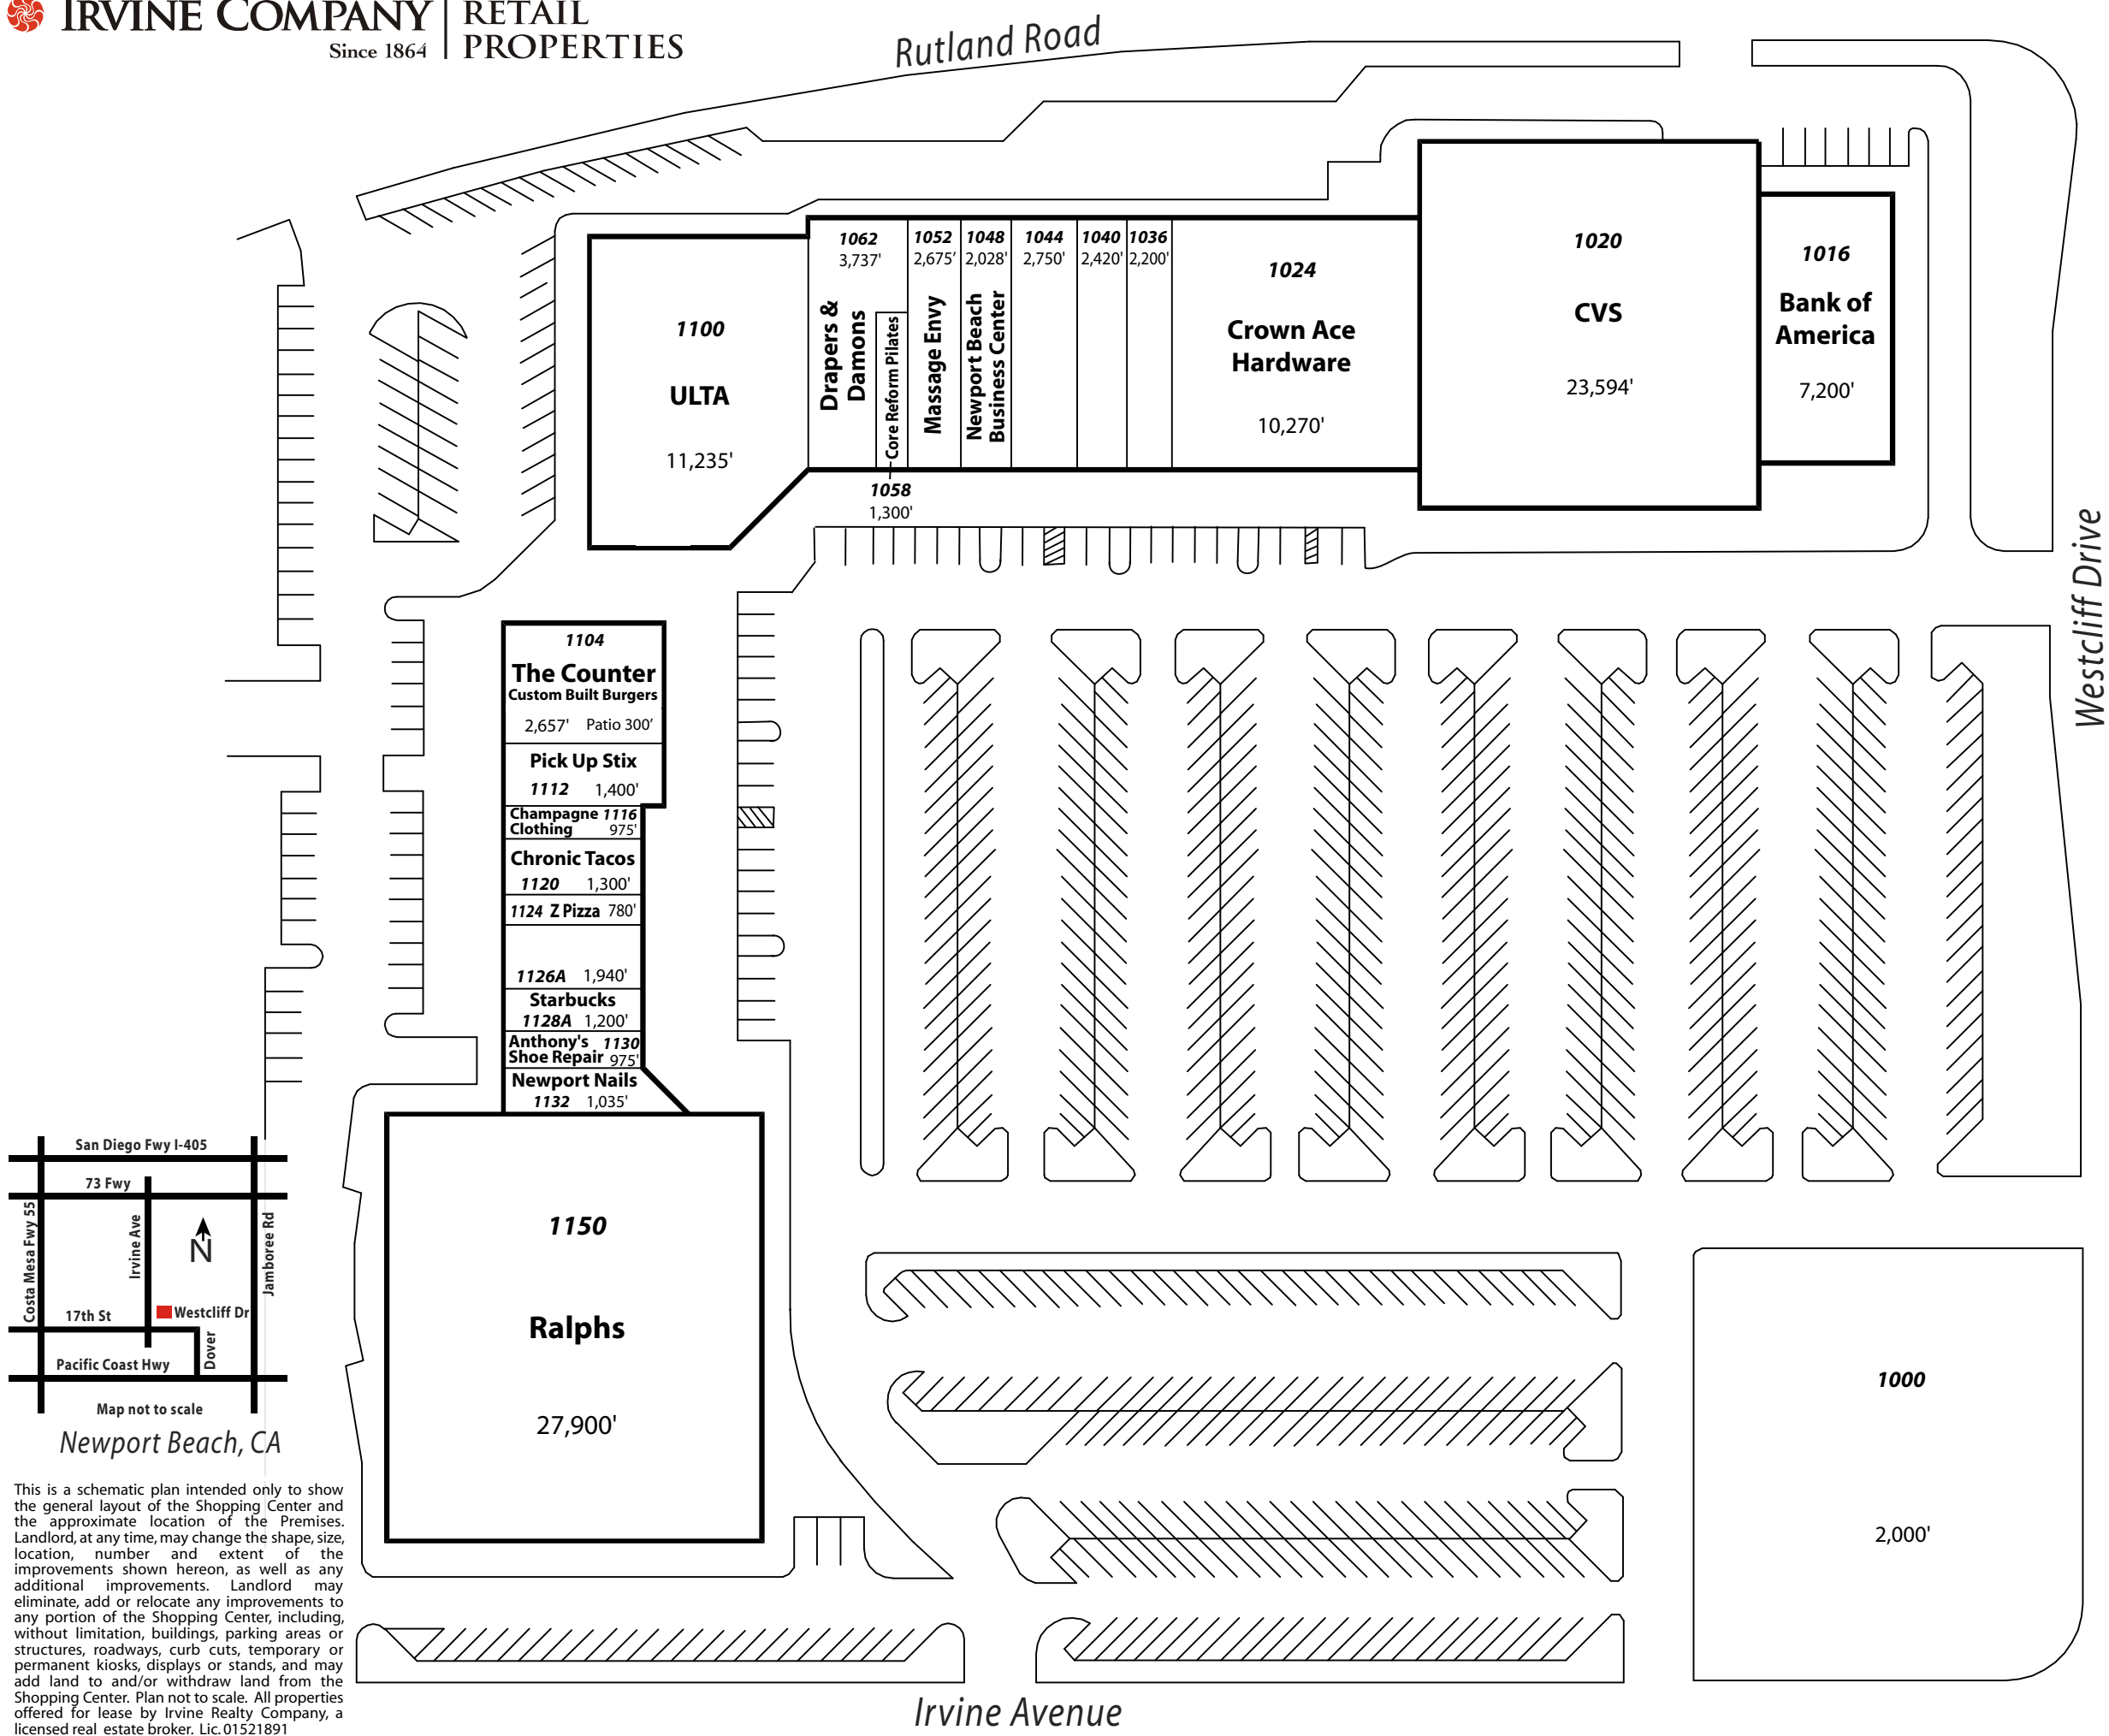 IRVINE COMPANY
Since 1864
RETAIL
PROPERTIES
Rutland Road
1062
3,737'
Drapers &
Damons
Core Reform Pilates
1058
1,300'
1052
2,675'
Massage Envy
1048
2,028'
Newport Beach
Business Center
1044
2,750'
1040
2,420'
1036
2,200'
1024
Crown Ace
Hardware
10,270'
1020
CVS
23,594'
1016
Bank of
America
7,200'
1100
ULTA
11,235'
Westcliff Drive
1104
The Counter
Custom Built Burgers
2,657' Patio 300'
Pick Up Stix
1112 1,400'
Champagne 1116
Clothing 975'
Chronic Tacos
1120 1,300'
1124 Z Pizza 780'
1126A 1,940'
Starbucks
1128A 1,200'
Anthony's 1130
Shoe Repair 975'
Newport Nails
1132 1,035'
1150
Ralphs
27,900'
1000
2,000'
San Diego Fwy I-405
73 Fwy
Costa Mesa Fwy 55
Irvine Ave
N
Jamboree Rd
17th St
Westcliff Dr
Dover
Pacific Coast Hwy
Map not to scale
Newport Beach, CA
This is a schematic plan intended only to show
the general layout of the Shopping Center and
the approximate location of the Premises.
Landlord, at any time, may change the shape, size,
location, number and extent of the
improvements shown hereon, as well as any
additional improvements. Landlord may
eliminate, add or relocate any improvements to
any portion of the Shopping Center, including,
without limitation, buildings, parking areas or
structures, roadways, curb cuts, temporary or
permanent kiosks, displays or stands, and may
add land to and/or withdraw land from the
Shopping Center. Plan not to scale. All properties
offered for lease by Irvine Realty Company, a
licensed real estate broker. Lic. 01521891
Irvine Avenue